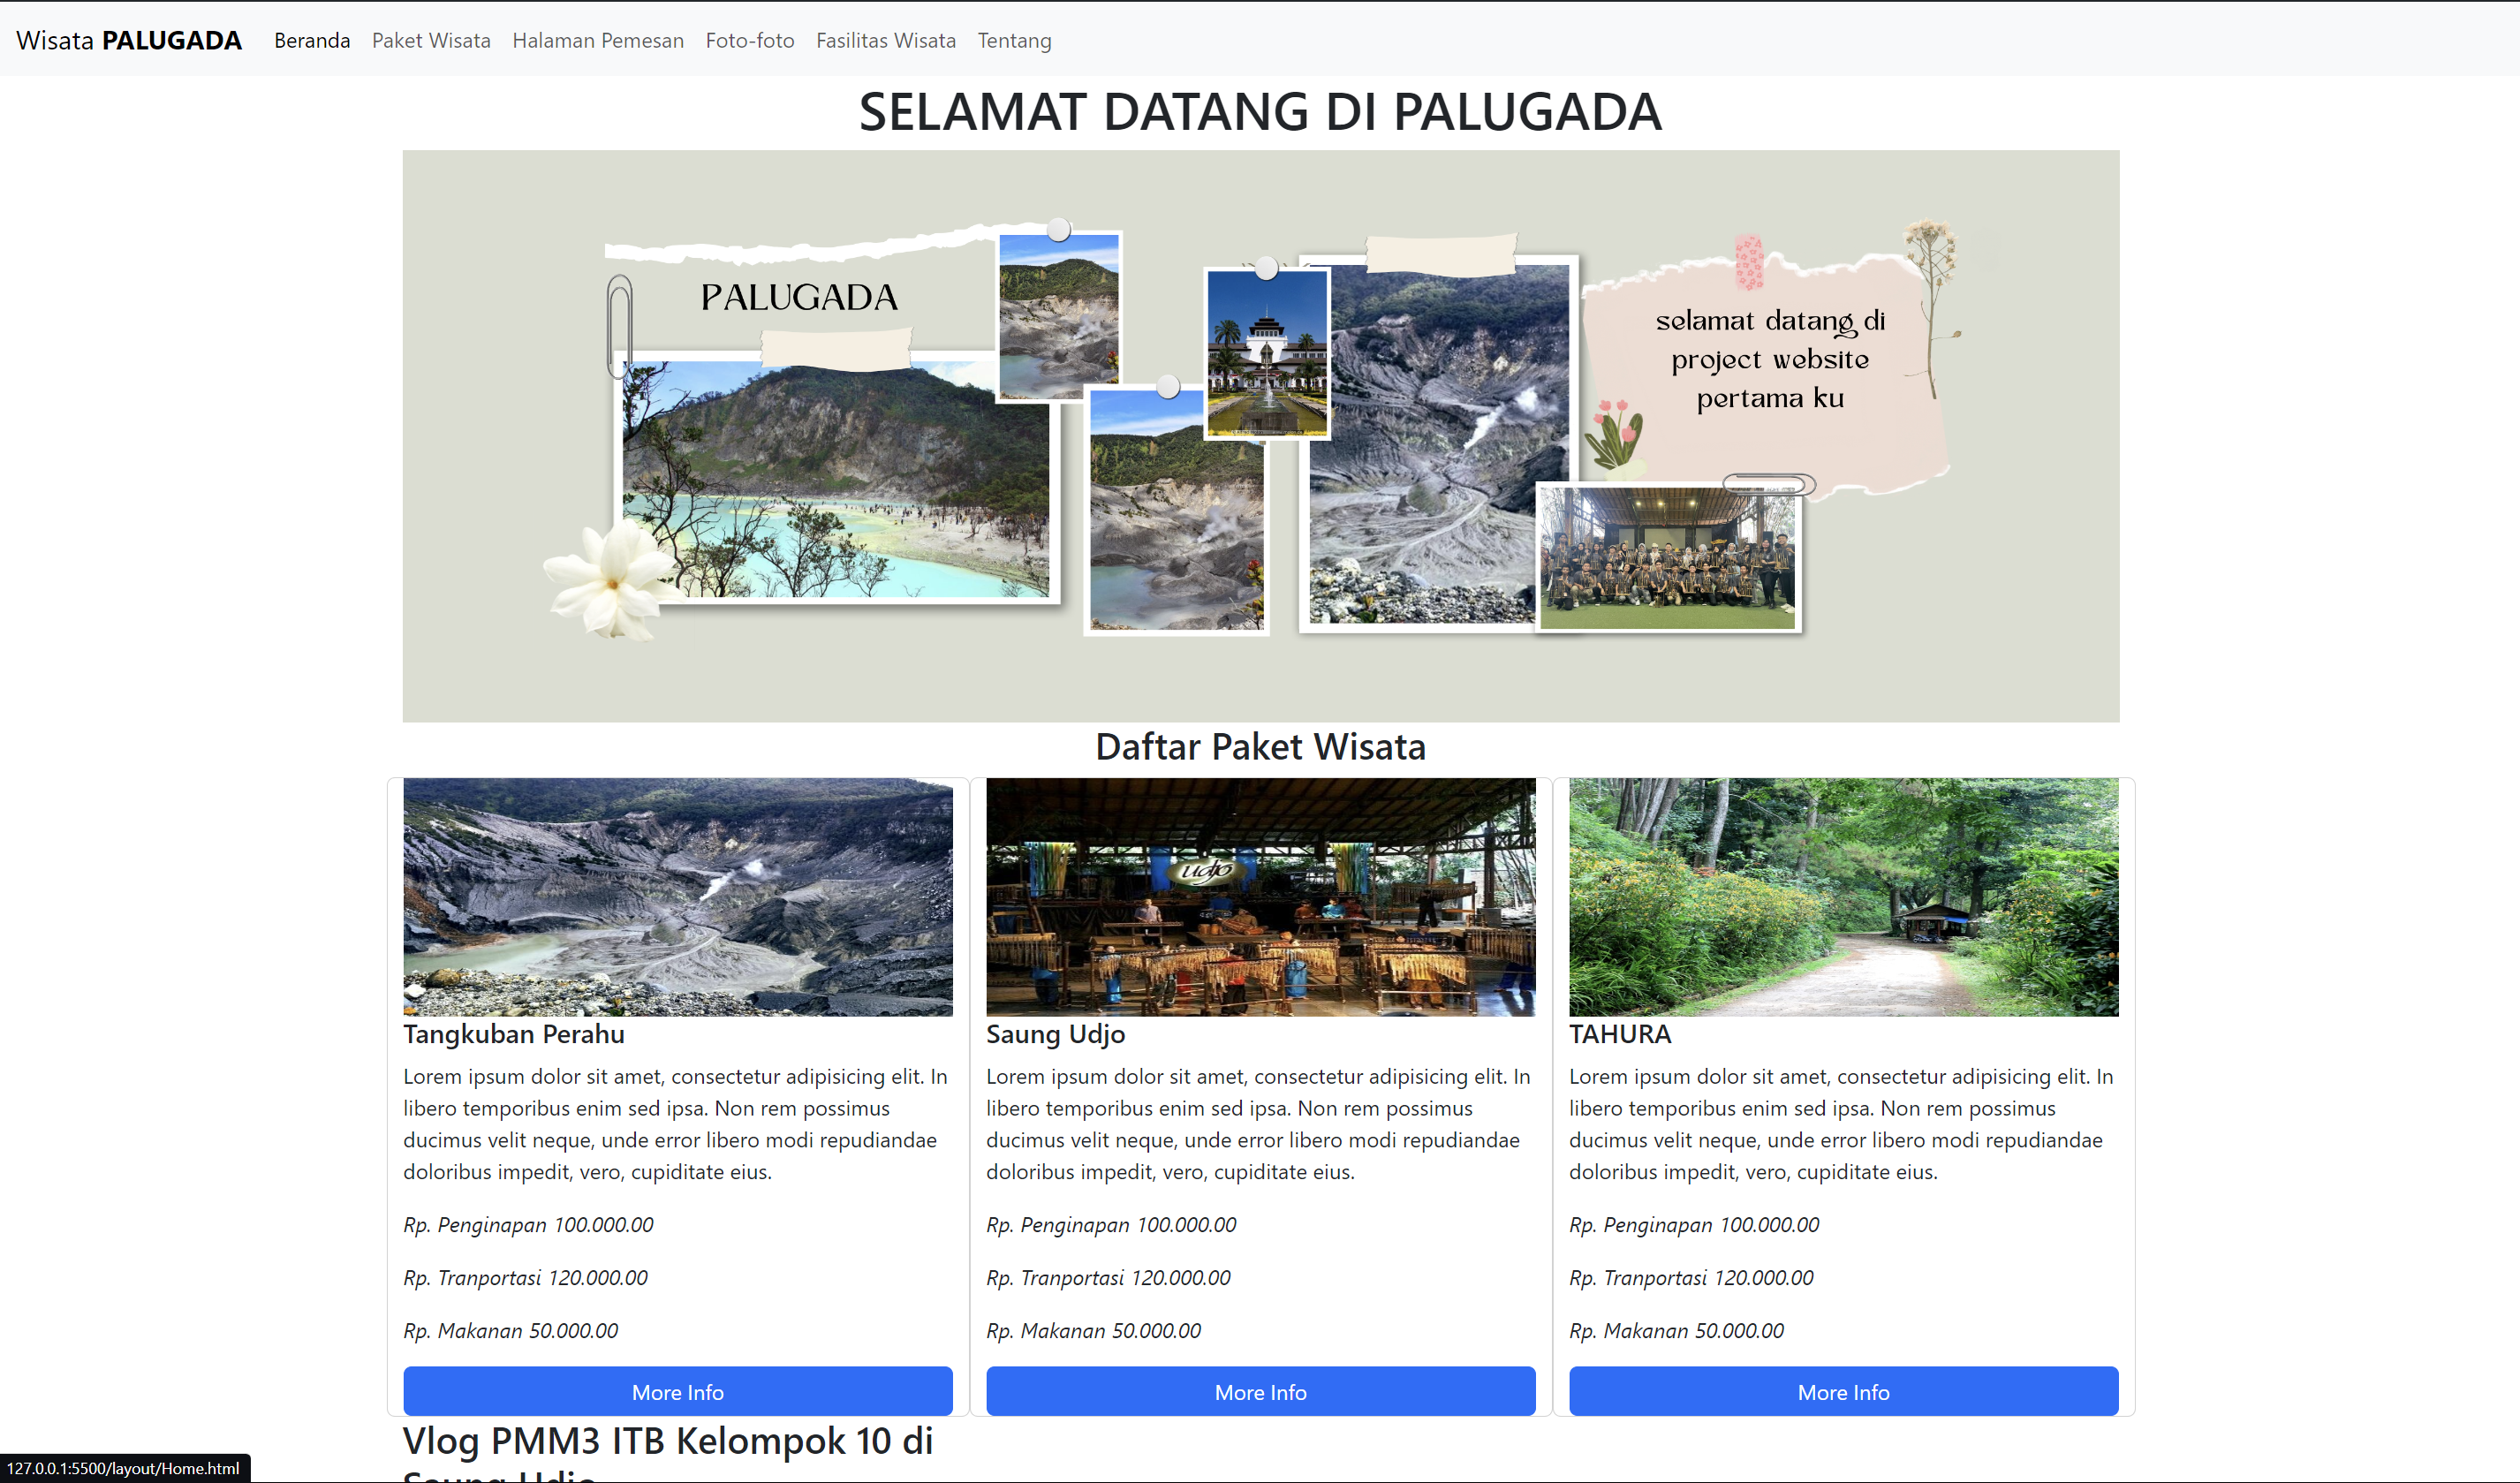 Wisata PALUGADA
Beranda
Paket Wisata
Halaman Pemesan
Foto-foto
Fasilitas Wisata
Tentang
SELAMAT DATANG DI PALUGADA
PALUGADA
selamat datang di
project website
pertama ku
Daftar Paket Wisata
udjo
Tangkuban Perahu
Lorem ipsum dolor sit amet, consectetur adipisicing elit. In
libero temporibus enim sed ipsa. Non rem possimus
ducimus velit neque, unde error libero modi repudiandae
doloribus impedit, vero, cupiditate eius.
Rp. Penginapan 100.000.00
Rp. Tranportasi 120.000.00
Rp. Makanan 50.000.00
More Info
Saung Udjo
Lorem ipsum dolor sit amet, consectetur adipisicing elit. In
libero temporibus enim sed ipsa. Non rem possimus
ducimus velit neque, unde error libero modi repudiandae
doloribus impedit, vero, cupiditate eius.
Rp. Penginapan 100.000.00
Rp. Tranportasi 120.000.00
Rp. Makanan 50.000.00
More Info
TAHURA
Lorem ipsum dolor sit amet, consectetur adipisicing elit. In
libero temporibus enim sed ipsa. Non rem possimus
ducimus velit neque, unde error libero modi repudiandae
doloribus impedit, vero, cupiditate eius.
Rp. Penginapan 100.000.00
Rp. Tranportasi 120.000.00
Rp. Makanan 50.000.00
More Info
Vlog PMM3 ITB Kelompok 10 di
Saung Udjo
127.0.0.1:5500/layout/Home.html